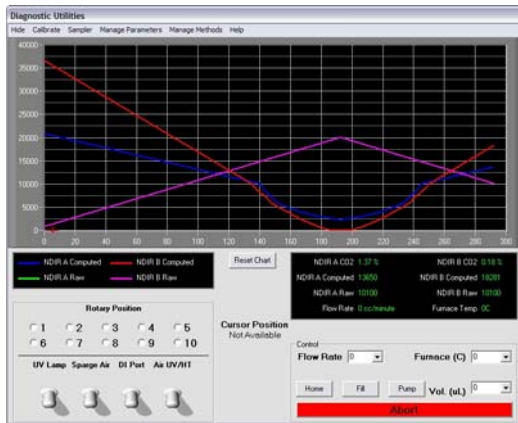 Diagnostic Utilities
Hide Calibrate Sampler Manage Parameters Manage Methods Help
40000
35000
30000
25000
20000
15000
10000
5000
0
0 20 40 60 80 100 120 140 160 180 200 220 240 260 280 300
NDIR A Computed NDIR B Computed
NDIR A Raw NDIR B Raw
Reset Chart
NDIR A CO2 1.37 % NDIR B CO2 0.18 %
NDIR A Computed 13650 NDIR B Computed 18281
NDIR A Raw 10100 NDIR B Raw 10100
Flow Rate 0 cc/minute Furnace Temp 0C
Rotary Position
1 2 3 4 5
6 7 8 9 10
UV Lamp Sparge Air DI Port Air UV/HT
Cursor Position
Not Available
Control
Flow Rate 0 Furnace (C) 0
Home Fill Pump Vol. (uL) 0
Abort